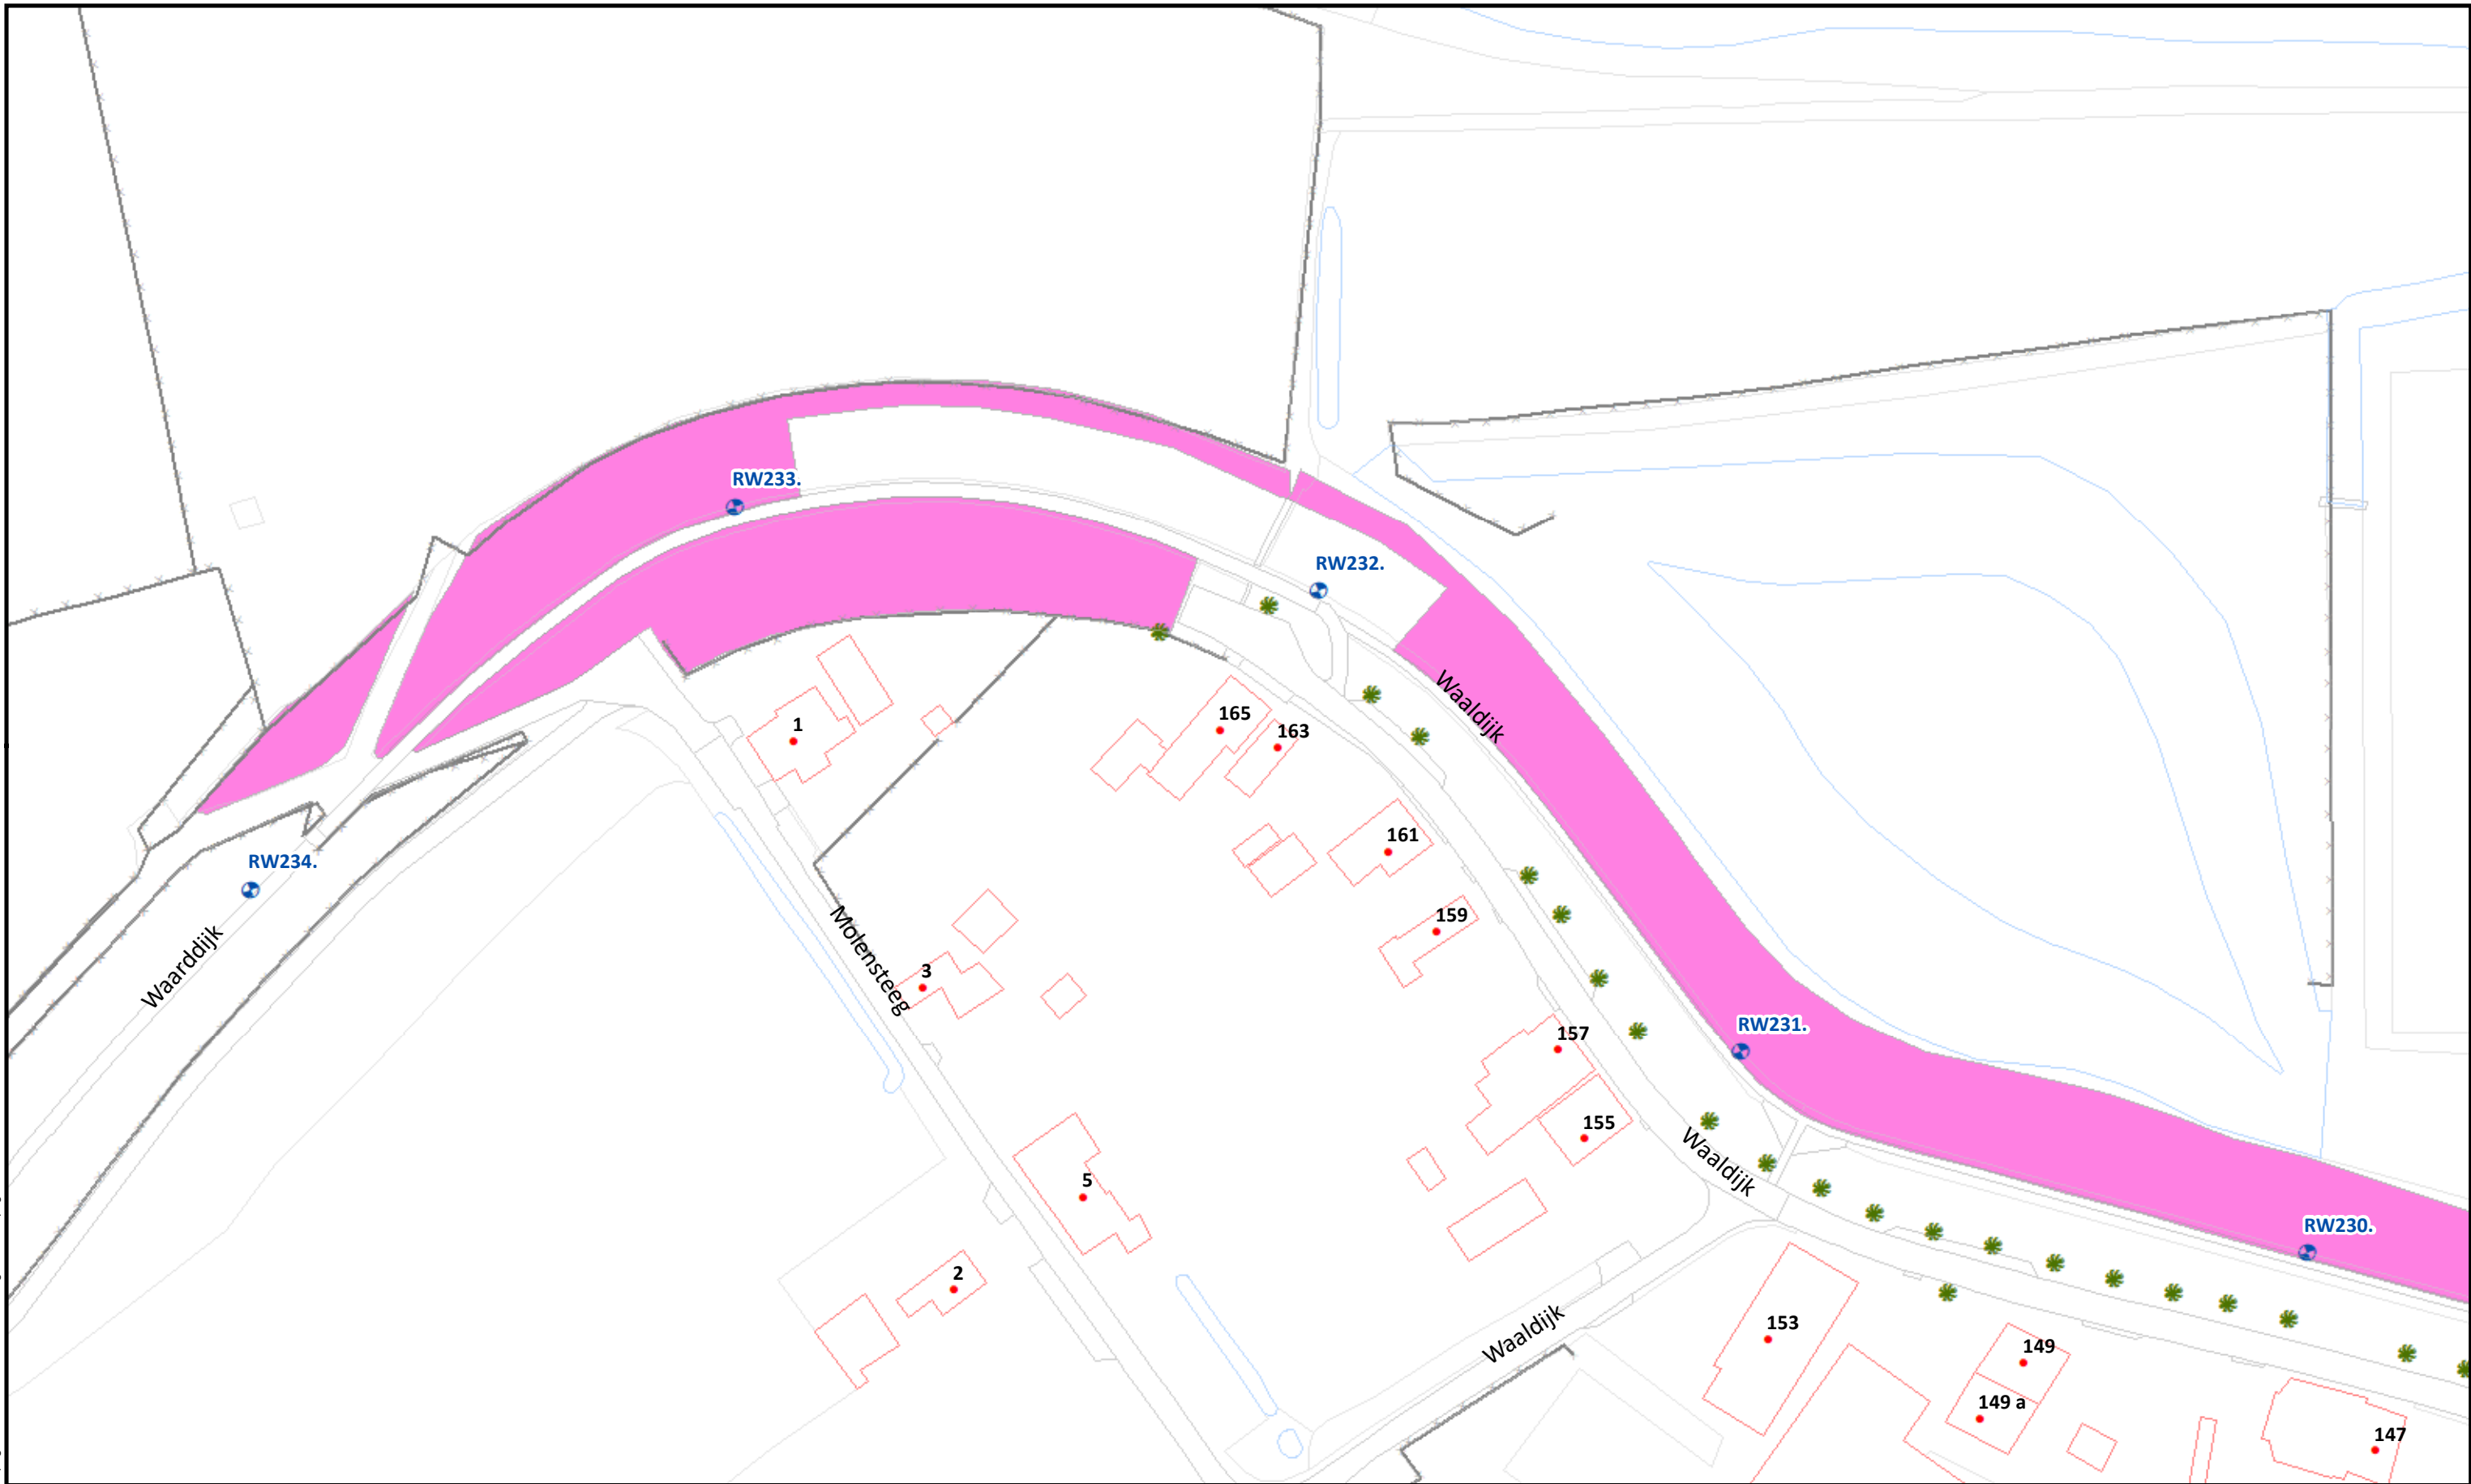 RW233.
RW232.
Waaldijk
1
165
163
161
RW234.
Waarddijk
Molensteeg
159
3
RW231.
157
155
Waaldijk
5
RW230.
2
Waaldijk
153
149
149 a
147